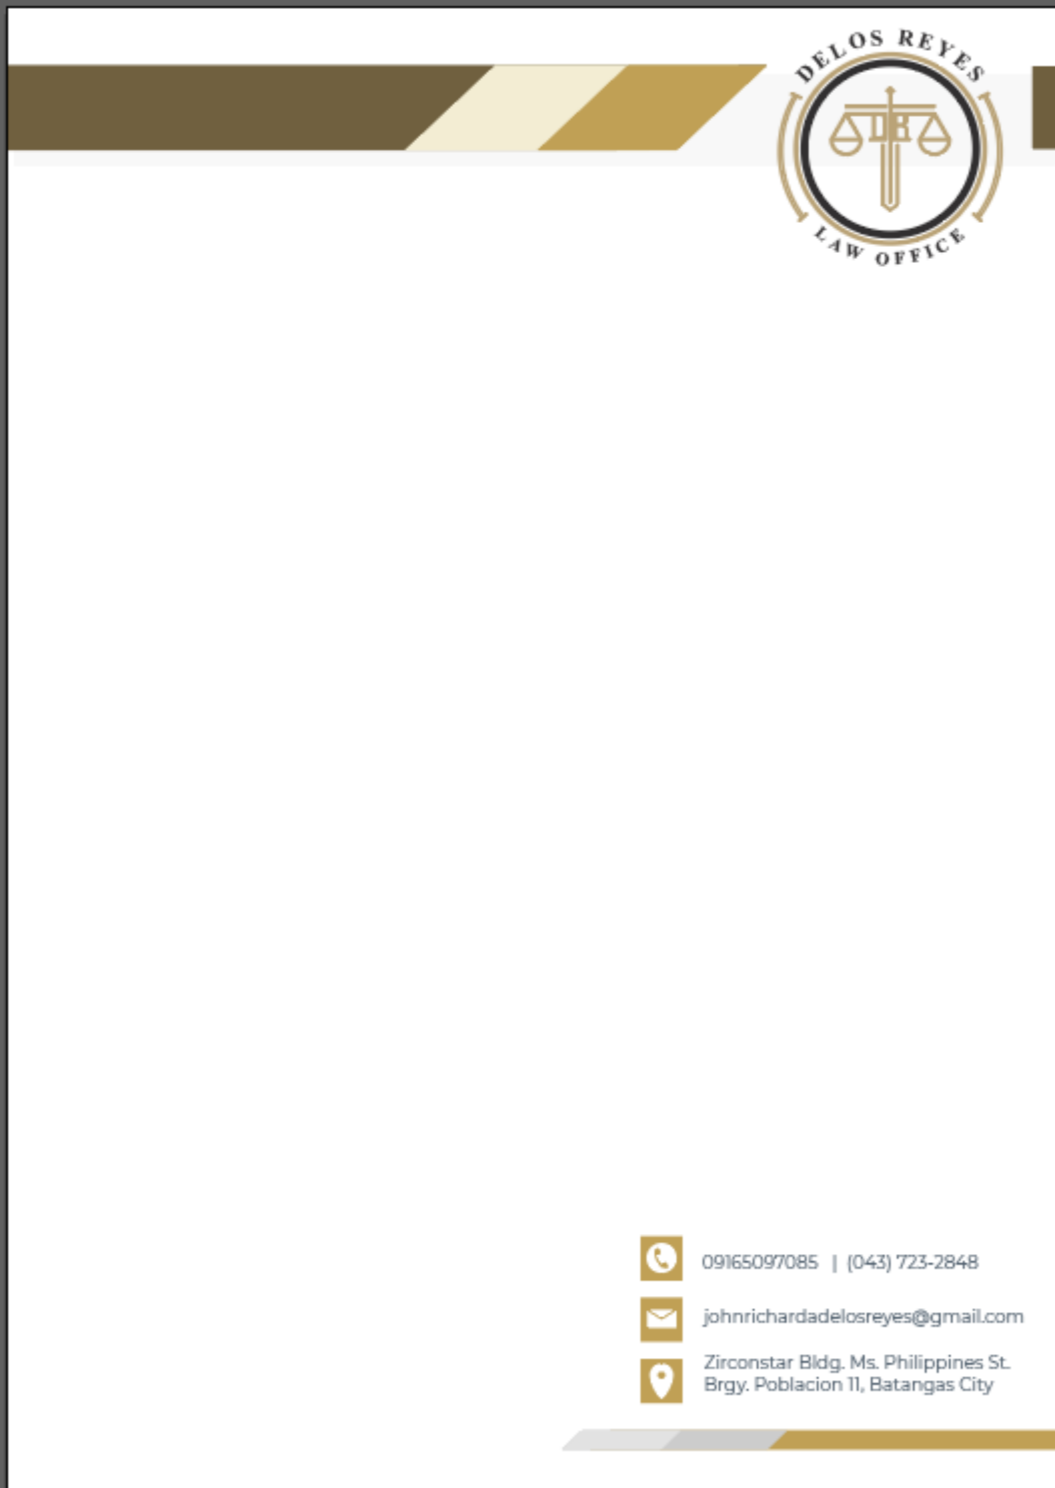 DELOS REYES
DR
LAW OFFICE
09165097085 | (043) 723-2848
johnrichardadelosreyes@gmail.com
Zirconstar Bldg. Ms. Philippines St.
Brgy. Poblacion 11, Batangas City